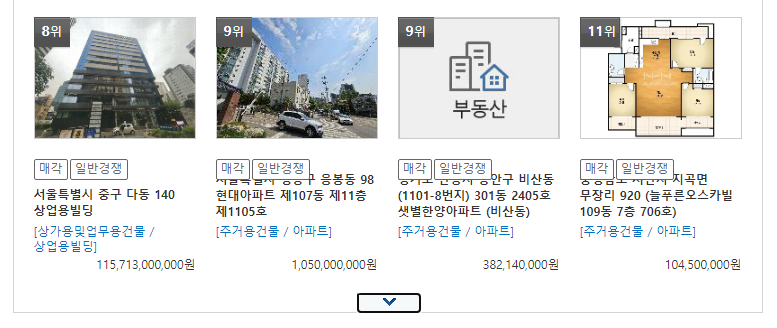 8위
9위
9위
11위
부동산
매각 일반경쟁
서울특별시 중구 다동 140
상업용빌딩
[상가용및업무용건물 /
상업용빌딩]
115,713,000,000원
매각 일반경쟁
응봉동 98
현대아파트 제107동 제11층
제1105호
[주거용건물 / 아파트]
1,050,000,000원
매각 일반경쟁
비산동
(1101-8번지) 301동 2405호
샛별한양아파트 (비산동)
[주거용건물 / 아파트]
382,140,000원
매각 일반경쟁
지곡면
무장리 920 (늘푸른오스카빌
109동 7층 706호)
[주거용건물 / 아파트]
104,500,000원